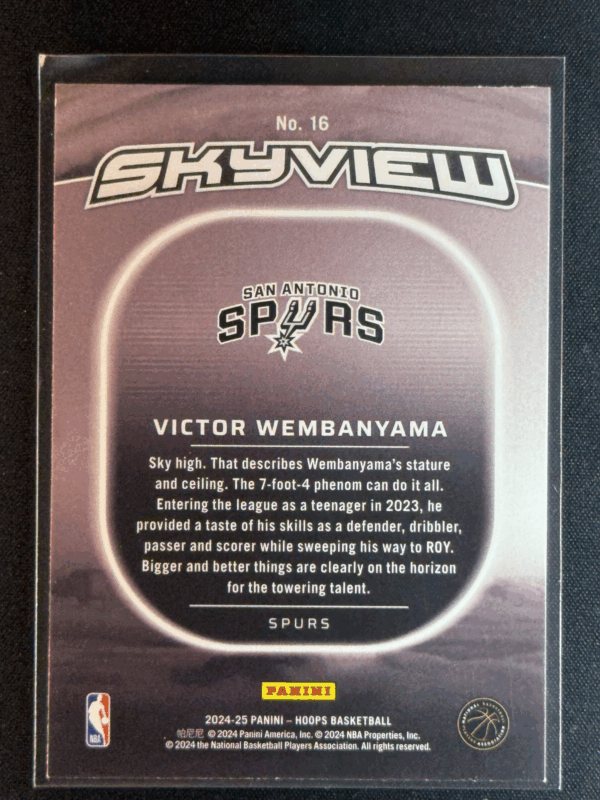 No. 16
SKYVIEW
SAN ANTONIO
SPURS
VICTOR WEMBANYAMA
Sky high. That describes Wembanyama's stature
and ceiling. The 7-foot-4 phenom can do it all.
Entering the league as a teenager in 2023, he
provided a taste of his skills as a defender, dribbler,
passer and scorer while sweeping his way to ROY.
Bigger and better things are clearly on the horizon
for the towering talent.
SPURS
PANINI
2024-25 PANINI – HOOPS BASKETBALL
帕尼尼 © 2024 Panini America, Inc. © 2024 NBA Properties, Inc.
© 2024 the National Basketball Players Association. All rights reserved.
NBA